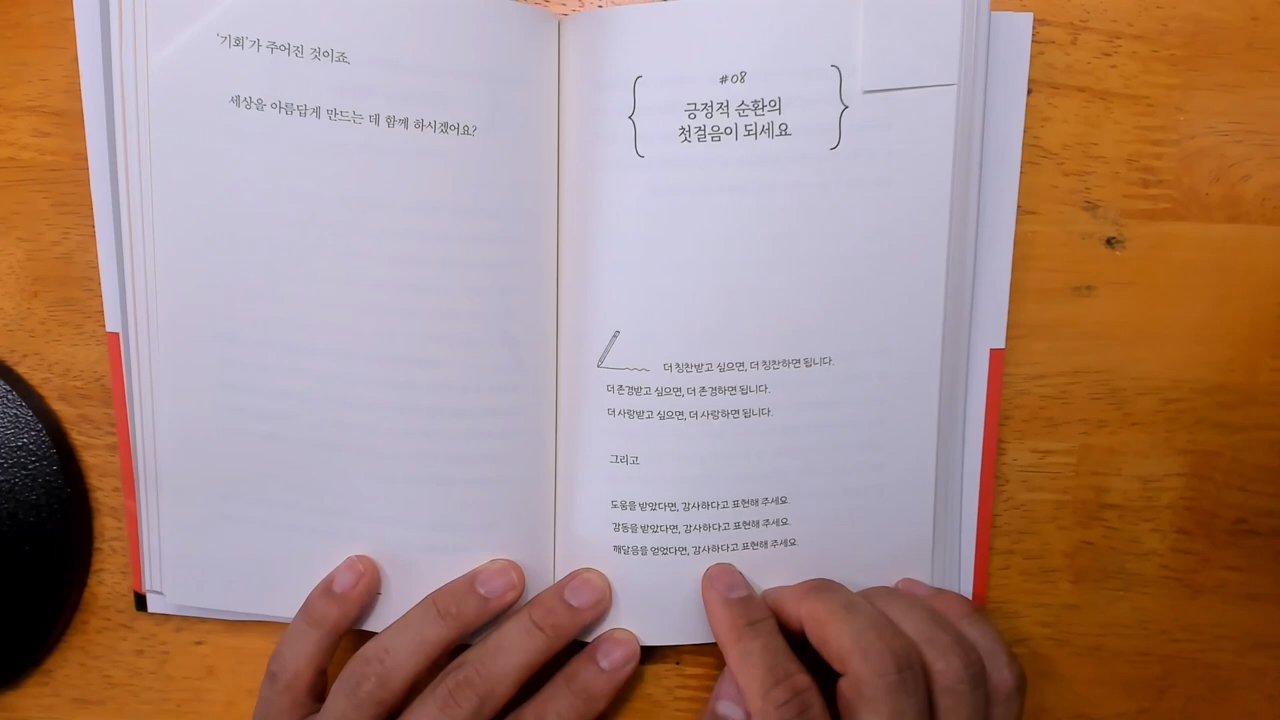 '기회'가 주어진 것이죠.
세상을 아름답게 만드는 데 함께 하시겠어요?
#08
긍정적 순환의
첫걸음이 되세요
더 칭찬받고 싶으면, 더 칭찬하면 됩니다.
더 존경받고 싶으면, 더 존경하면 됩니다.
더 사랑받고 싶으면, 더 사랑하면 됩니다.
그리고
도움을 받았다면, 감사하다고 표현해 주세요.
감동을 받았다면, 감사하다고 표현해 주세요.
깨달음을 얻었다면, 감사하다고 표현해 주세요.